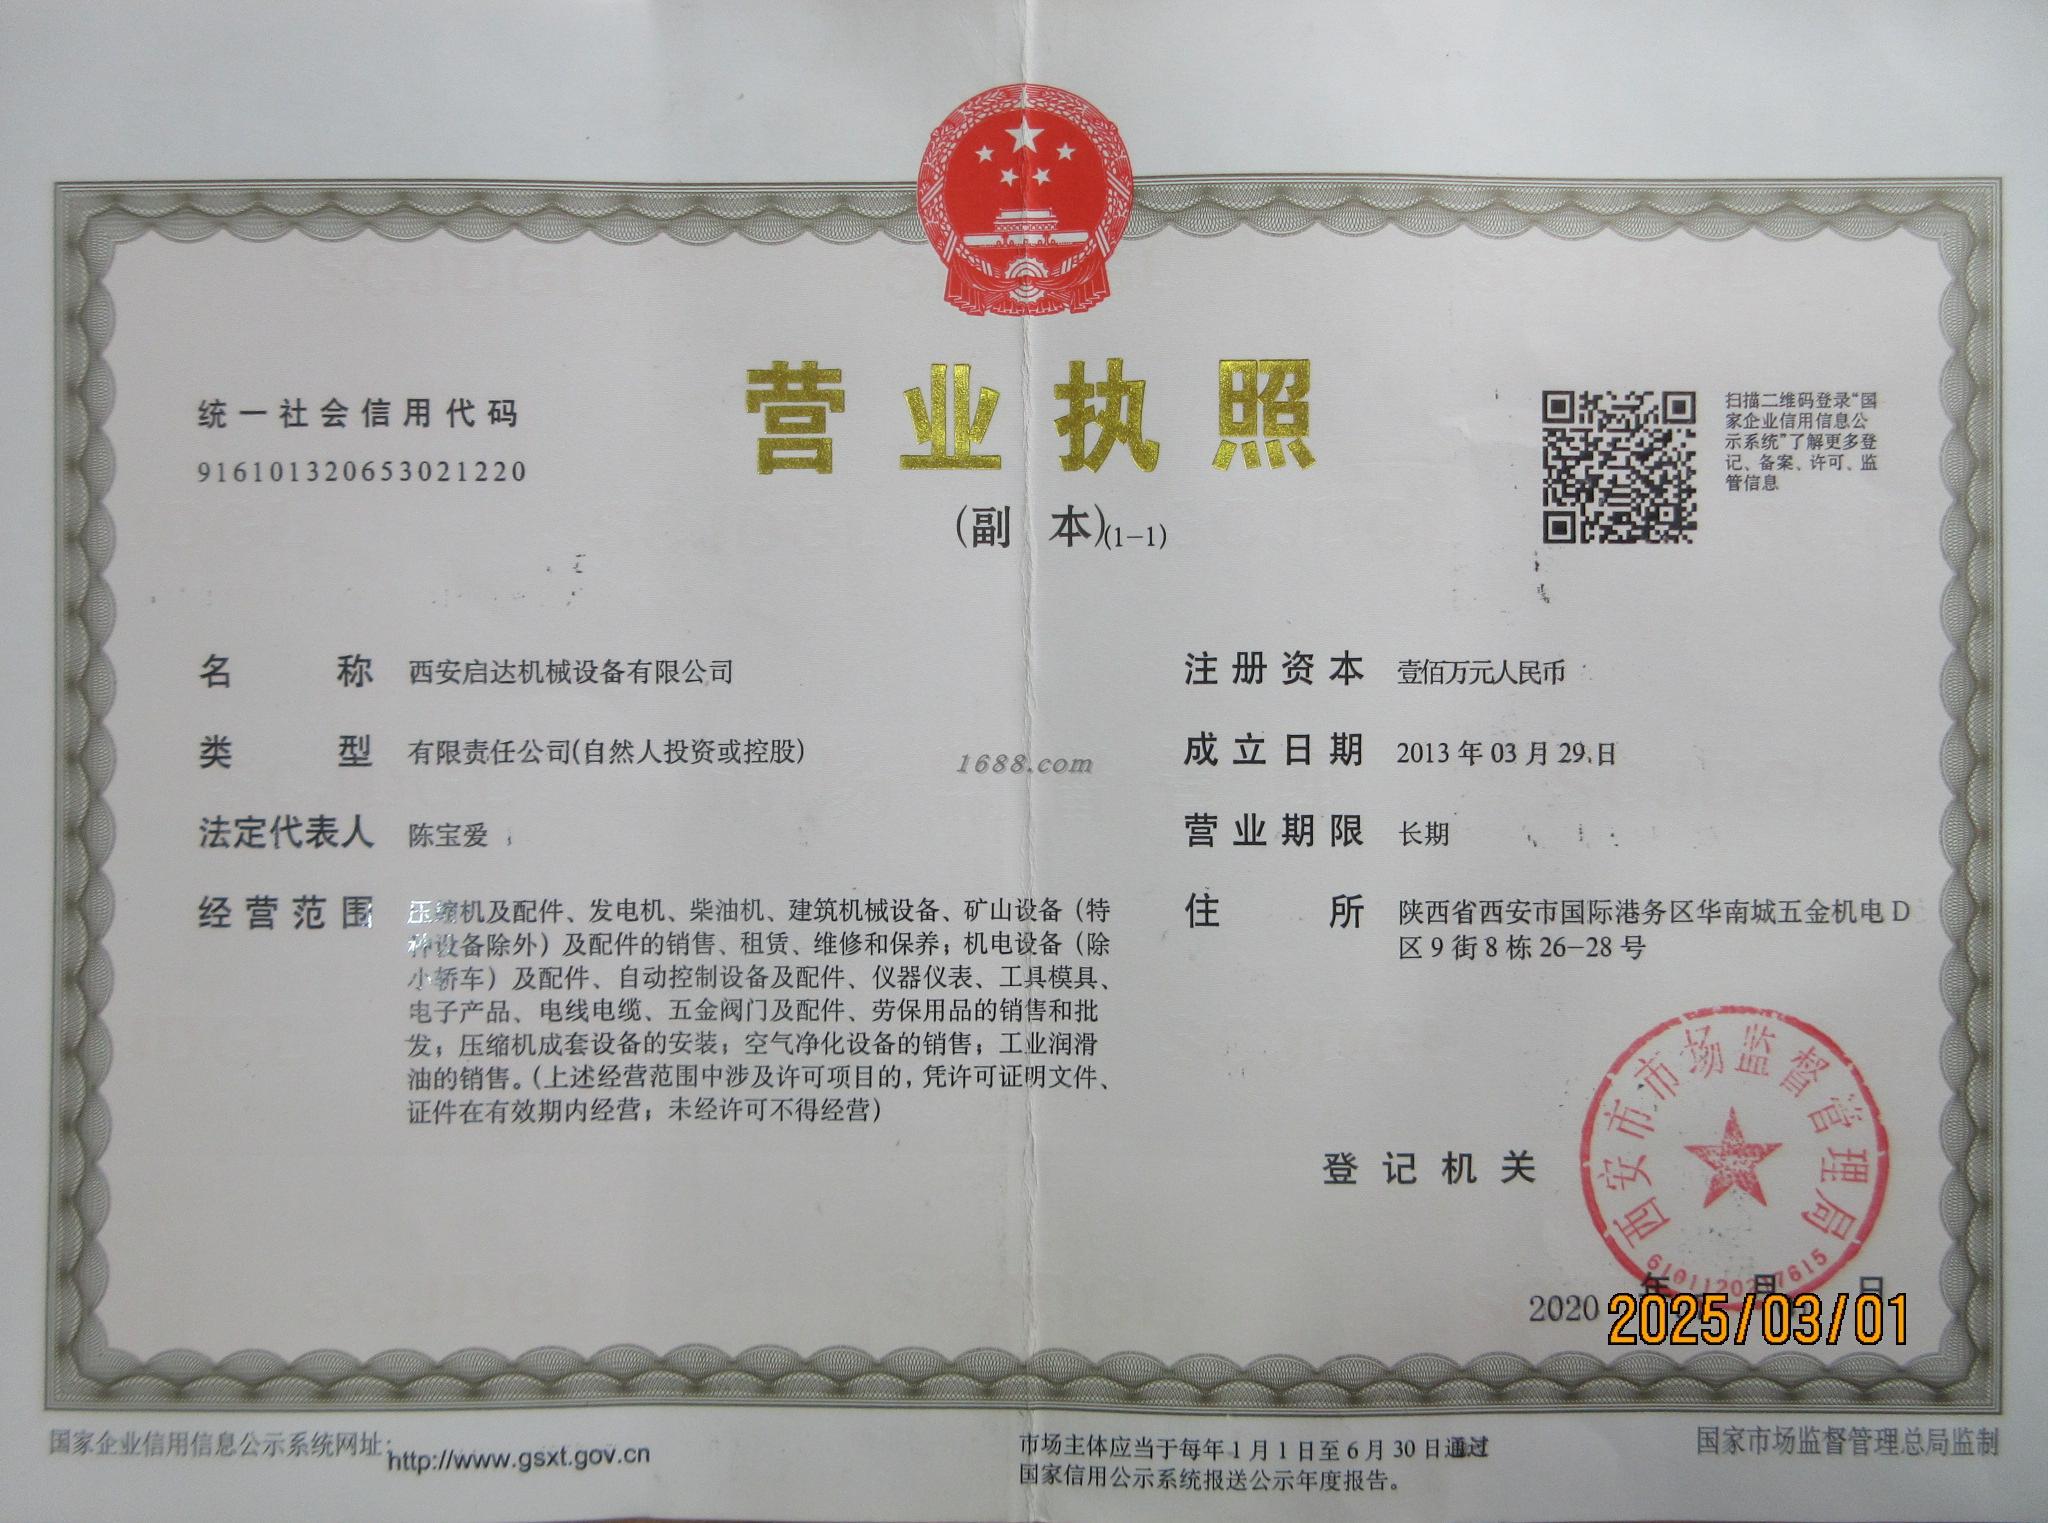 营业执照
(副 本)(1-1)
统一社会信用代码
916101320653021220
扫描二维码登录“国
家企业信用信息公
示系统”了解更多登
记、备案、许可、监
管信息
名 称 西安启达机械设备有限公司
类 型 有限责任公司(自然人投资或控股)
法定代表人 陈宝爱
经营范围 压缩机及配件、发电机、柴油机、建筑机械设备、矿山设备（特
种设备除外）及配件的销售、租赁、维修和保养；机电设备（除
小轿车）及配件、自动控制设备及配件、仪器仪表、工具模具、
电子产品、电线电缆、五金阀门及配件、劳保用品的销售和批
发；压缩机成套设备的安装；空气净化设备的销售；工业润滑
油的销售。（上述经营范围中涉及许可项目的，凭许可证明文件、
证件在有效期内经营；未经许可不得经营）
注册资本 壹佰万元人民币
成立日期 2013年03月29日
营业期限 长期
住 所 陕西省西安市国际港务区华南城五金机电D
区9街8栋26-28号
1688.com
登记机关
西安市市场监督管理局
2020 年 月 日
2025/03/01
国家企业信用信息公示系统网址：http://www.gsxt.gov.cn
市场主体应当于每年1月1日至6月30日通过
国家信用公示系统报送公示年度报告。
国家市场监督管理总局监制